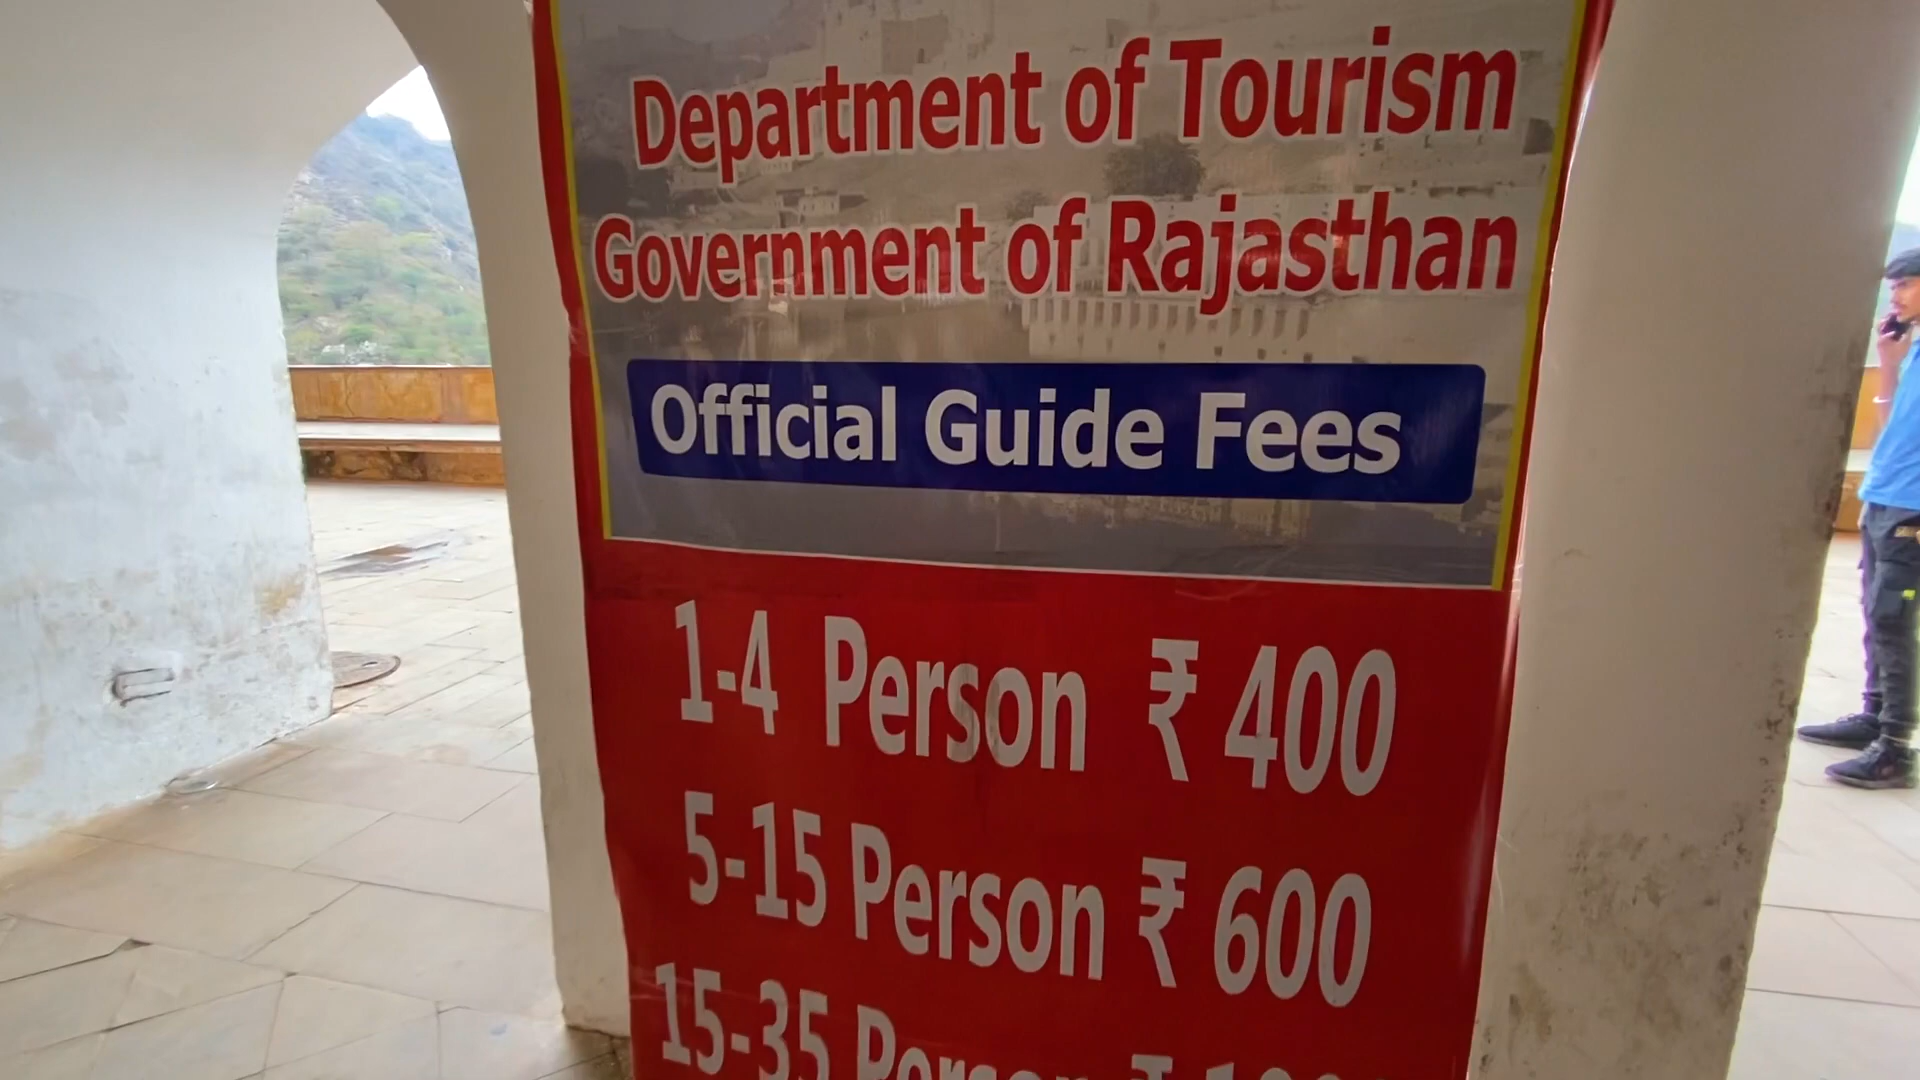 Department of Tourism
Government of Rajasthan
Official Guide Fees
1-4 Person ₹ 400
5-15 Person ₹ 600
15-35 Person ₹